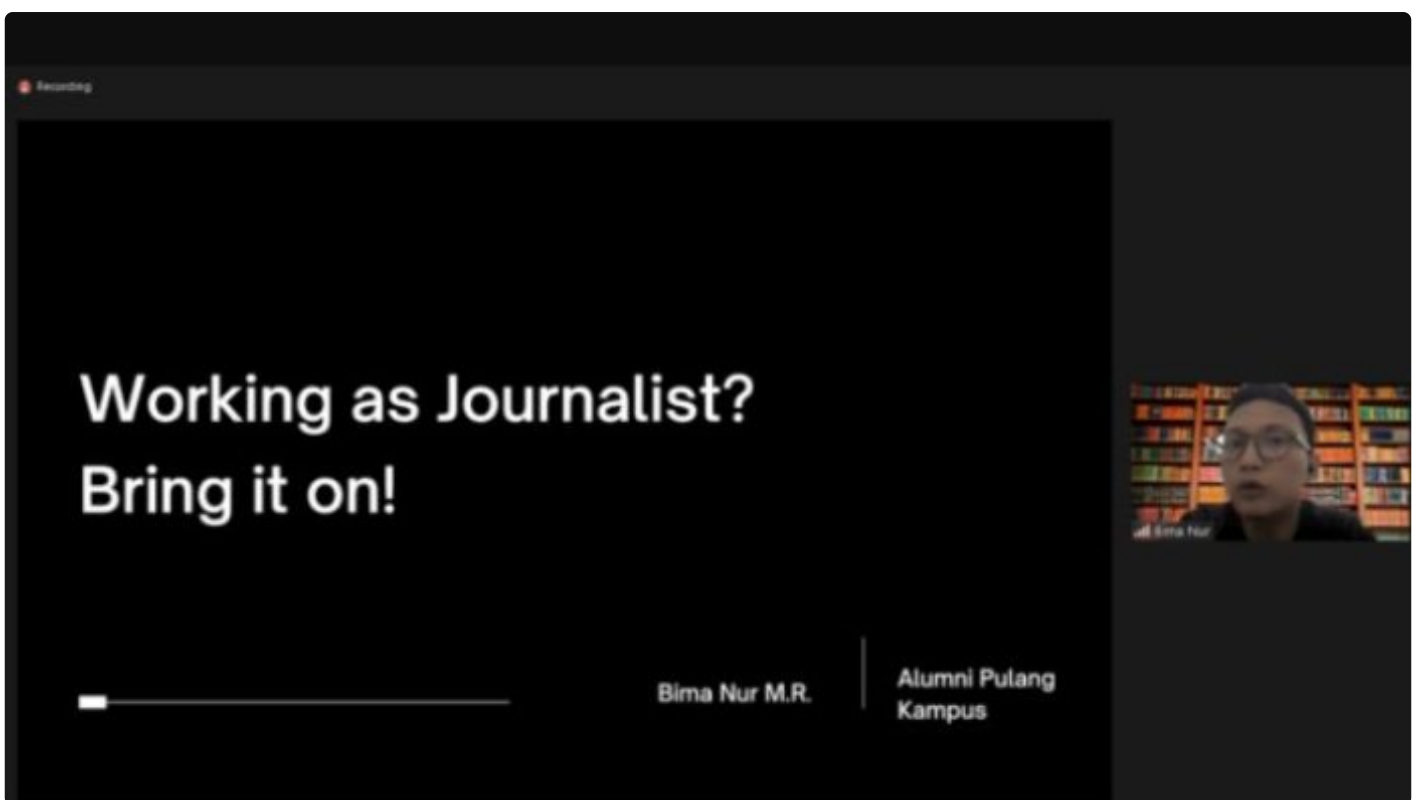 Recording
Working as Journalist?
Bring it on!
Bima Nur
Bima Nur M.R.
Alumni Pulang
Kampus